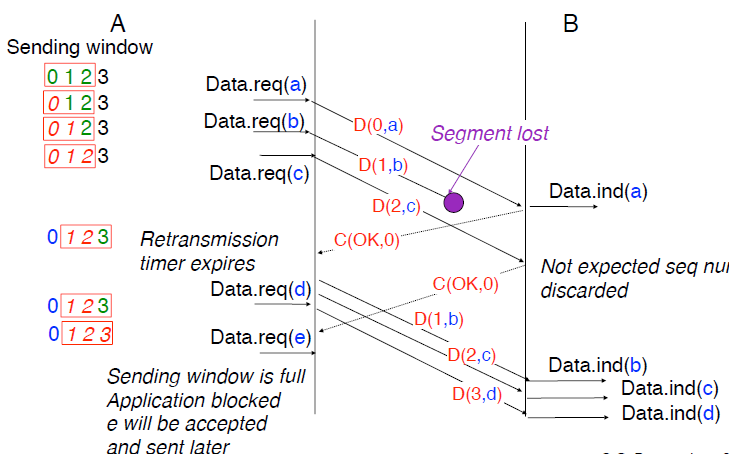 A
B
Sending window
0 1 2 3
0 1 2 3
0 1 2 3
0 1 2 3
Data.req(a)
Data.req(b)
Data.req(c)
D(0,a)
D(1,b)
D(2,c)
Segment lost
Data.ind(a)
C(OK,0)
0 1 2 3
Retransmission
timer expires
Not expected seq
discarded
C(OK,0)
Data.req(d)
0 1 2 3
0 1 2 3
Data.req(e)
D(1,b)
D(2,c)
D(3,d)
Data.ind(b)
Data.ind(c)
Data.ind(d)
Sending window is full
Application blocked
e will be accepted
and sent later